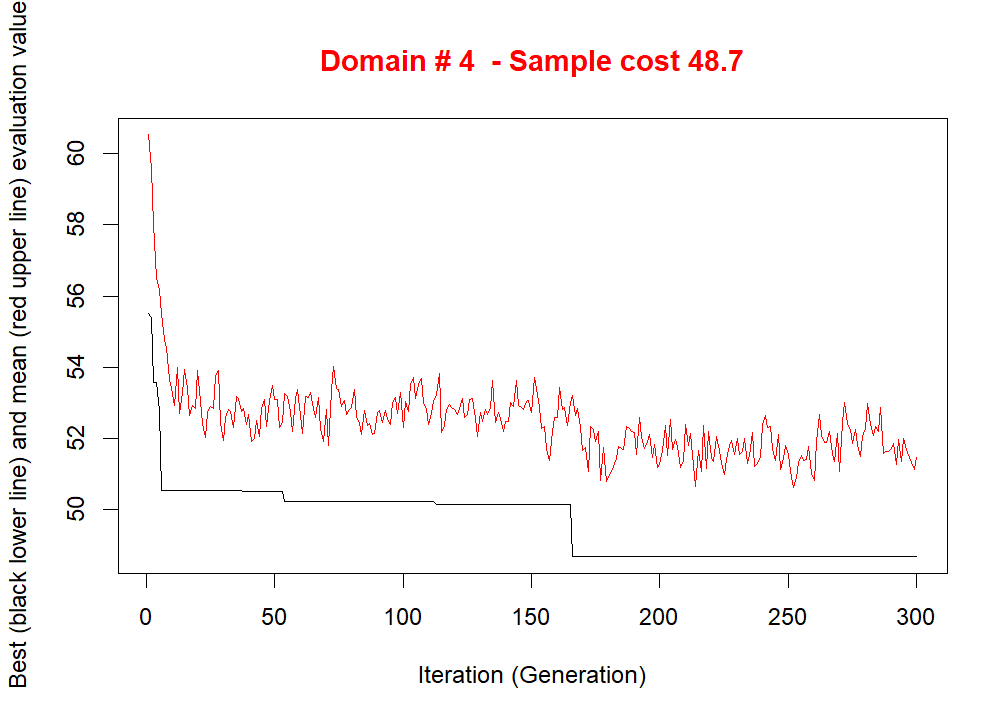 Domain # 4  - Sample cost 48.7
Best (black lower line) and mean (red upper line) evaluation value
60
58
56
54
52
50
0 50 100 150 200 250 300
Iteration (Generation)